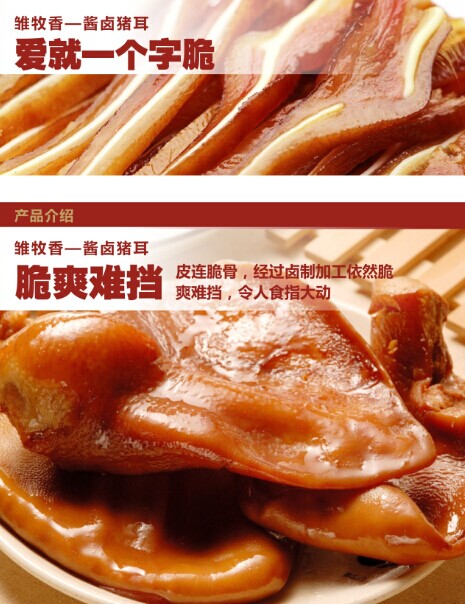 雏牧香—酱卤猪耳
爱就一个字脆
产品介绍
雏牧香—酱卤猪耳
脆爽难挡
皮连脆骨，经过卤制加工依然脆
爽难挡，令人食指大动